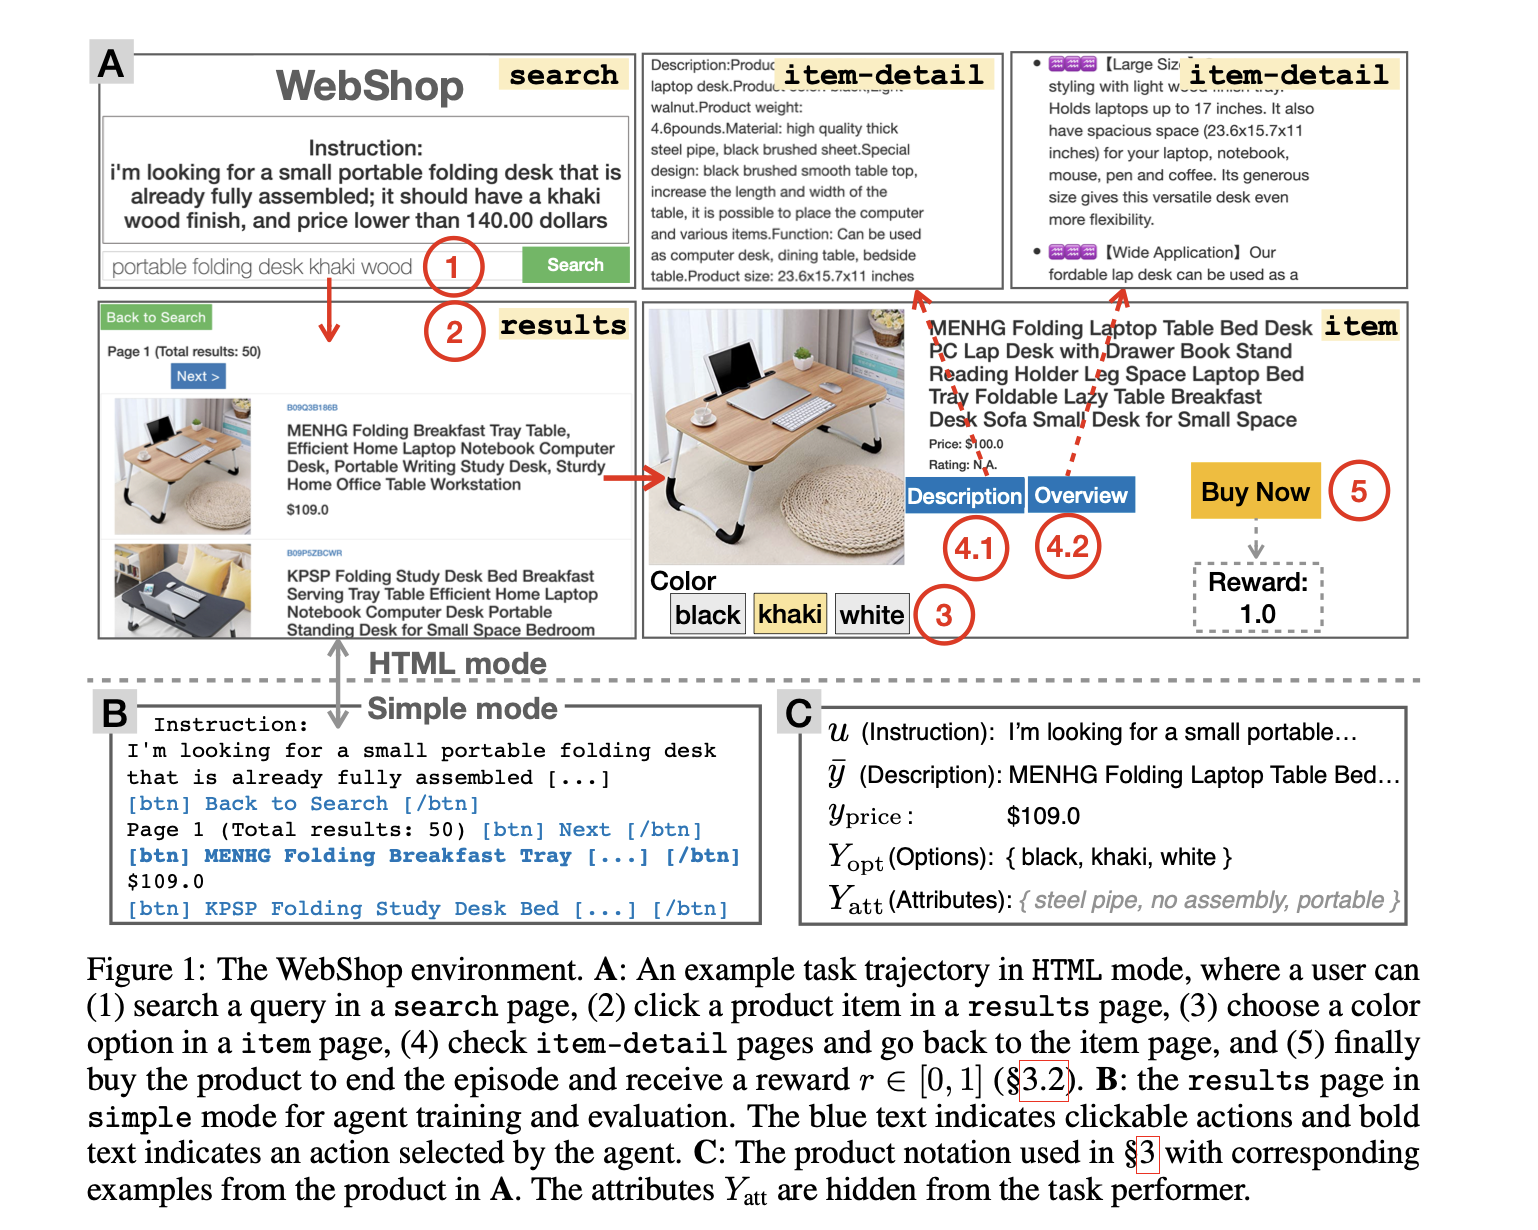 A
WebShop
search
Instruction:
i'm looking for a small portable folding desk that is
already fully assembled; it should have a khaki
wood finish, and price lower than 140.00 dollars
portable folding desk khaki wood
1
Search
item-detail
Description:Produc
laptop desk.Product
walnut.Product weight:
4.6pounds.Material: high quality thick
steel pipe, black brushed sheet.Special
design: black brushed smooth table top,
increase the length and width of the
table, it is possible to place the computer
and various items.Function: Can be used
as computer desk, dining table, bedside
table.Product size: 23.6x15.7x11 inches
item-detail
【Large Size
styling with light wood finish tray.
Holds laptops up to 17 inches. It also
have spacious space (23.6x15.7x11
inches) for your laptop, notebook,
mouse, pen and coffee. Its generous
size gives this versatile desk even
more flexibility.
【Wide Application】Our
fordable lap desk can be used as a
Back to Search
2
results
Page 1 (Total results: 50)
Next >
B09Q3B186B
MENHG Folding Breakfast Tray Table,
Efficient Home Laptop Notebook Computer
Desk, Portable Writing Study Desk, Sturdy
Home Office Table Workstation
$109.0
B09P5ZBCWR
KPSP Folding Study Desk Bed Breakfast
Serving Tray Table Efficient Home Laptop
Notebook Computer Desk Portable
Standing Desk for Small Space Bedroom
item
MENHG Folding Laptop Table Bed Desk
PC Lap Desk with Drawer Book Stand
Reading Holder Leg Space Laptop Bed
Tray Foldable Lazy Table Breakfast
Desk Sofa Small Desk for Small Space
Price: $100.0
Rating: N.A.
Description
Overview
4.1
4.2
Buy Now
5
Reward:
1.0
Color
black khaki white
3
HTML mode
Simple mode
B
Instruction:
I'm looking for a small portable folding desk
that is already fully assembled [...]
[btn] Back to Search [/btn]
Page 1 (Total results: 50) [btn] Next [/btn]
[btn] MENHG Folding Breakfast Tray [...] [/btn]
$109.0
[btn] KPSP Folding Study Desk Bed [...] [/btn]
C
u (Instruction): I'm looking for a small portable...
ȳ (Description): MENHG Folding Laptop Table Bed...
y_price: $109.0
Y_opt (Options): { black, khaki, white }
Y_att (Attributes): { steel pipe, no assembly, portable }
Figure 1: The WebShop environment. A: An example task trajectory in HTML mode, where a user can
(1) search a query in a search page, (2) click a product item in a results page, (3) choose a color
option in a item page, (4) check item-detail pages and go back to the item page, and (5) finally
buy the product to end the episode and receive a reward r ∈ [0, 1] (§3.2). B: the results page in
simple mode for agent training and evaluation. The blue text indicates clickable actions and bold
text indicates an action selected by the agent. C: The product notation used in §3 with corresponding
examples from the product in A. The attributes Y_att are hidden from the task performer.